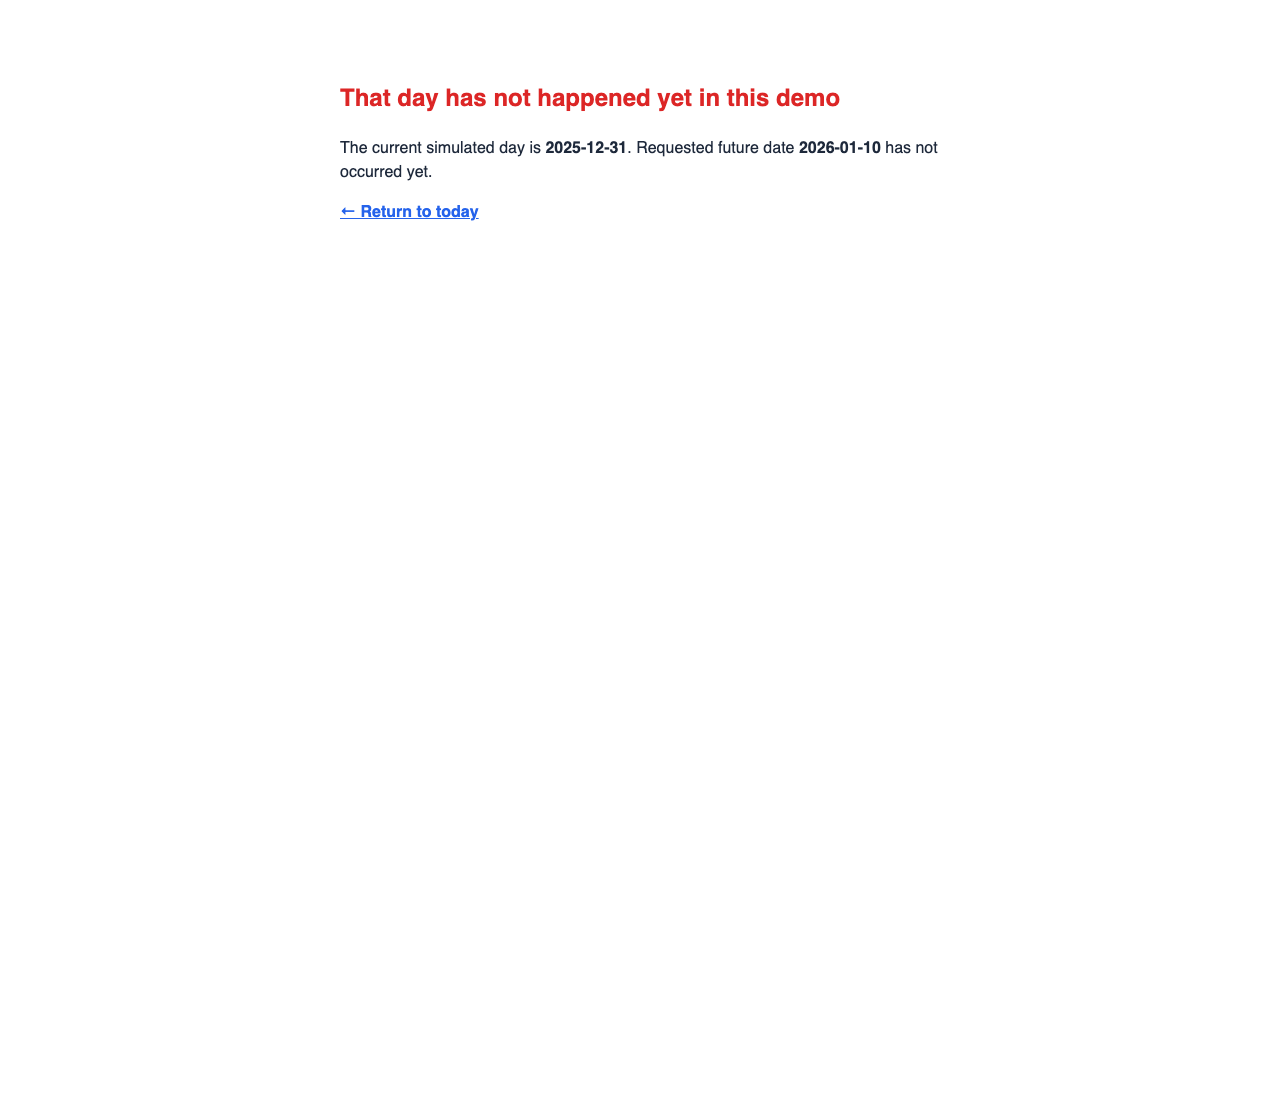 That day has not happened yet in this demo
The current simulated day is 2025-12-31. Requested future date 2026-01-10 has not
occurred yet.
← Return to today